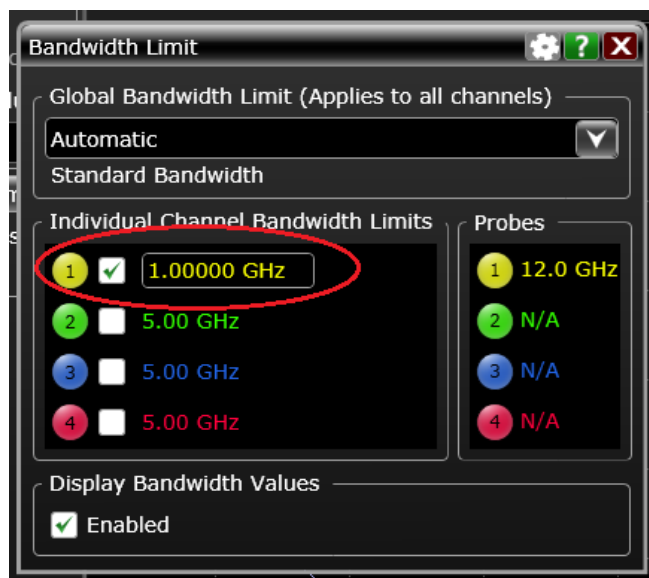 Bandwidth Limit
?
X
Global Bandwidth Limit (Applies to all channels)
Automatic
Standard Bandwidth
Individual Channel Bandwidth Limits
1 1.00000 GHz
2 5.00 GHz
3 5.00 GHz
4 5.00 GHz
Probes
1 12.0 GHz
2 N/A
3 N/A
4 N/A
Display Bandwidth Values
Enabled